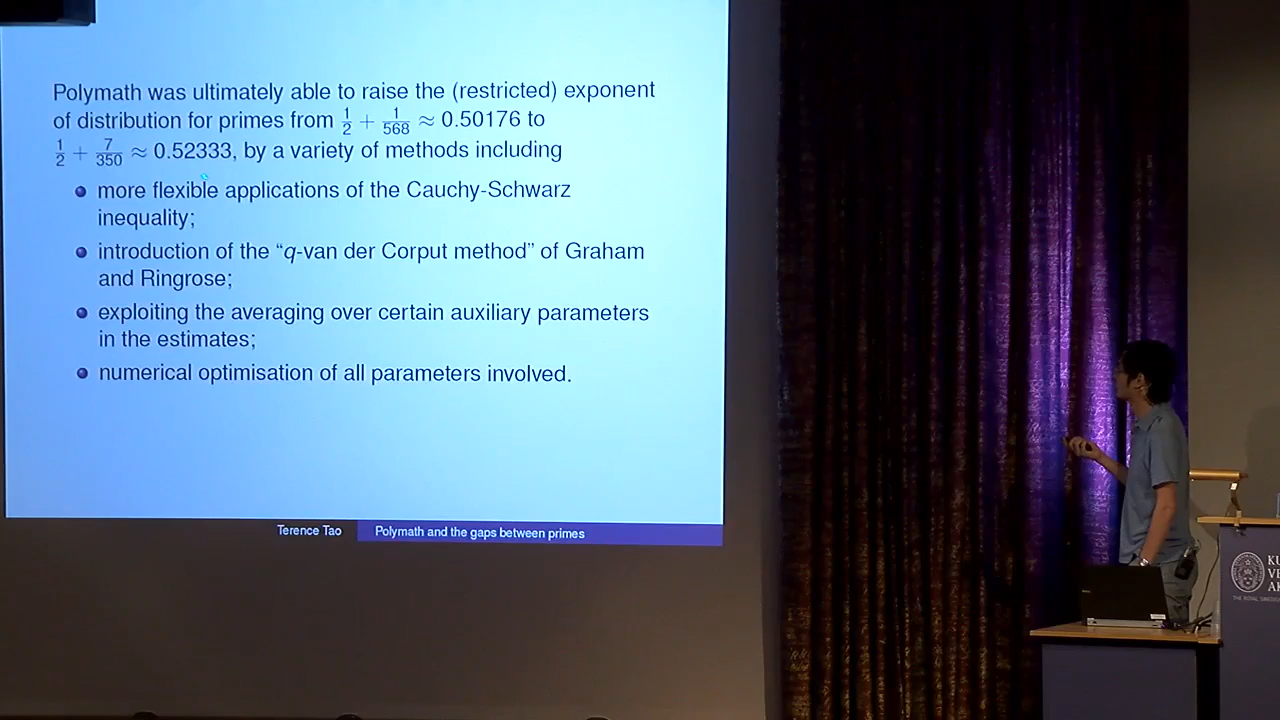 Polymath was ultimately able to raise the (restricted) exponent
of distribution for primes from 1/2 + 1/568 ≈ 0.50176 to
1/2 + 7/350 ≈ 0.52333, by a variety of methods including
more flexible applications of the Cauchy-Schwarz
inequality;
introduction of the “q-van der Corput method” of Graham
and Ringrose;
exploiting the averaging over certain auxiliary parameters
in the estimates;
numerical optimisation of all parameters involved.
Terence Tao
Polymath and the gaps between primes
KU
VE
AK